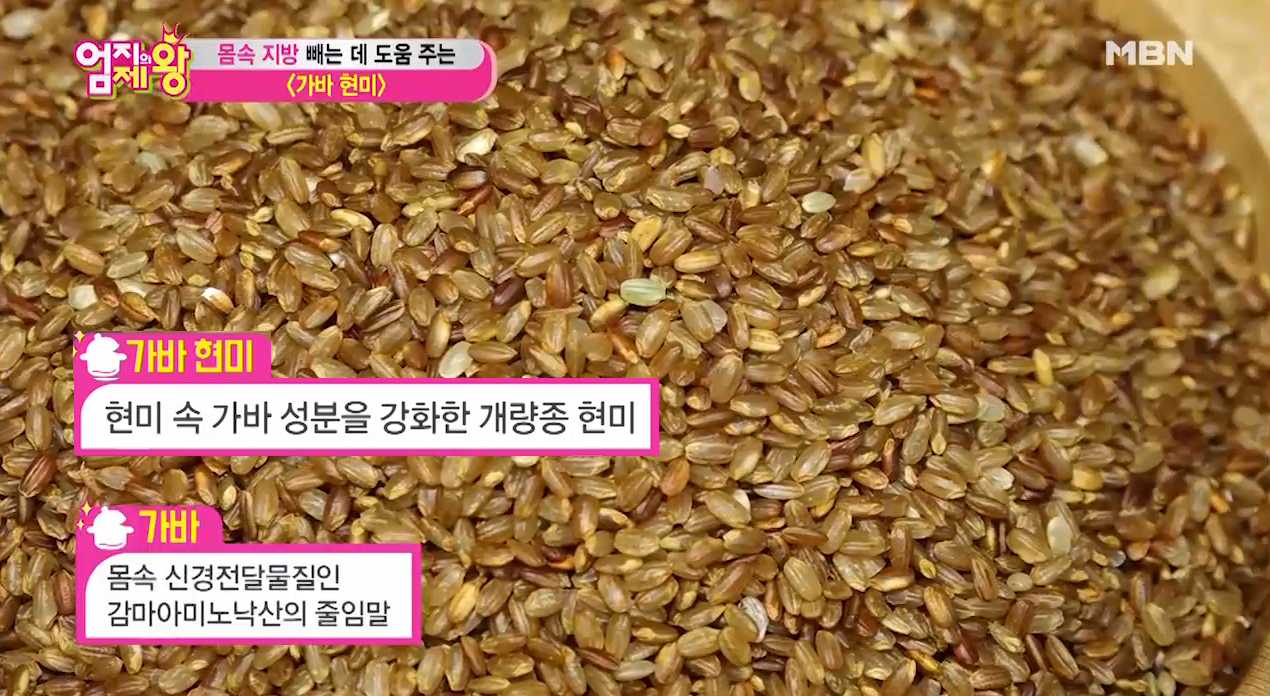 엄지의 제왕
몸속 지방 빼는 데 도움 주는
<가바 현미>
MBN
가바 현미
현미 속 가바 성분을 강화한 개량종 현미
가바
몸속 신경전달물질인
감마아미노낙산의 줄임말